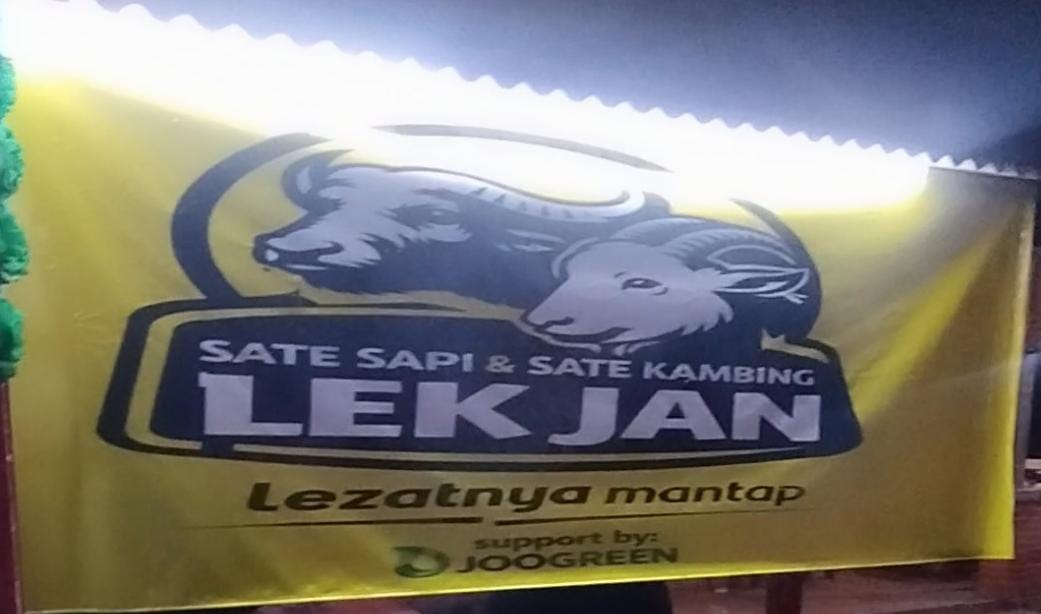 SATE SAPI & SATE KAMBING
LEK JAN
Lezatnya mantap
support by:
JOOGREEN